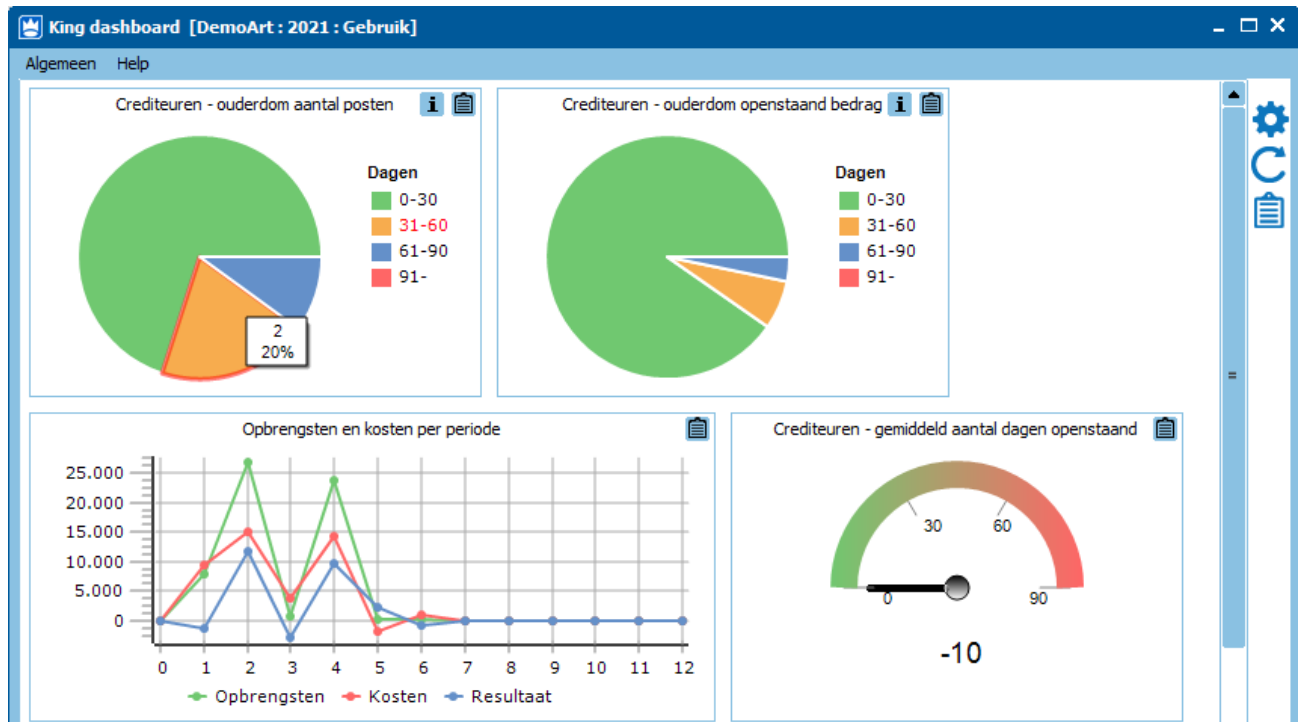 King dashboard [DemoArt : 2021 : Gebruik]
Algemeen Help
Crediteuren - ouderdom aantal posten
Dagen
0-30
31-60
61-90
91-
2
20%
Crediteuren - ouderdom openstaand bedrag
Dagen
0-30
31-60
61-90
91-
Opbrengsten en kosten per periode
25.000
20.000
15.000
10.000
5.000
0
0 1 2 3 4 5 6 7 8 9 10 11 12
Opbrengsten Kosten Resultaat
Crediteuren - gemiddeld aantal dagen openstaand
30 60
0 90
-10